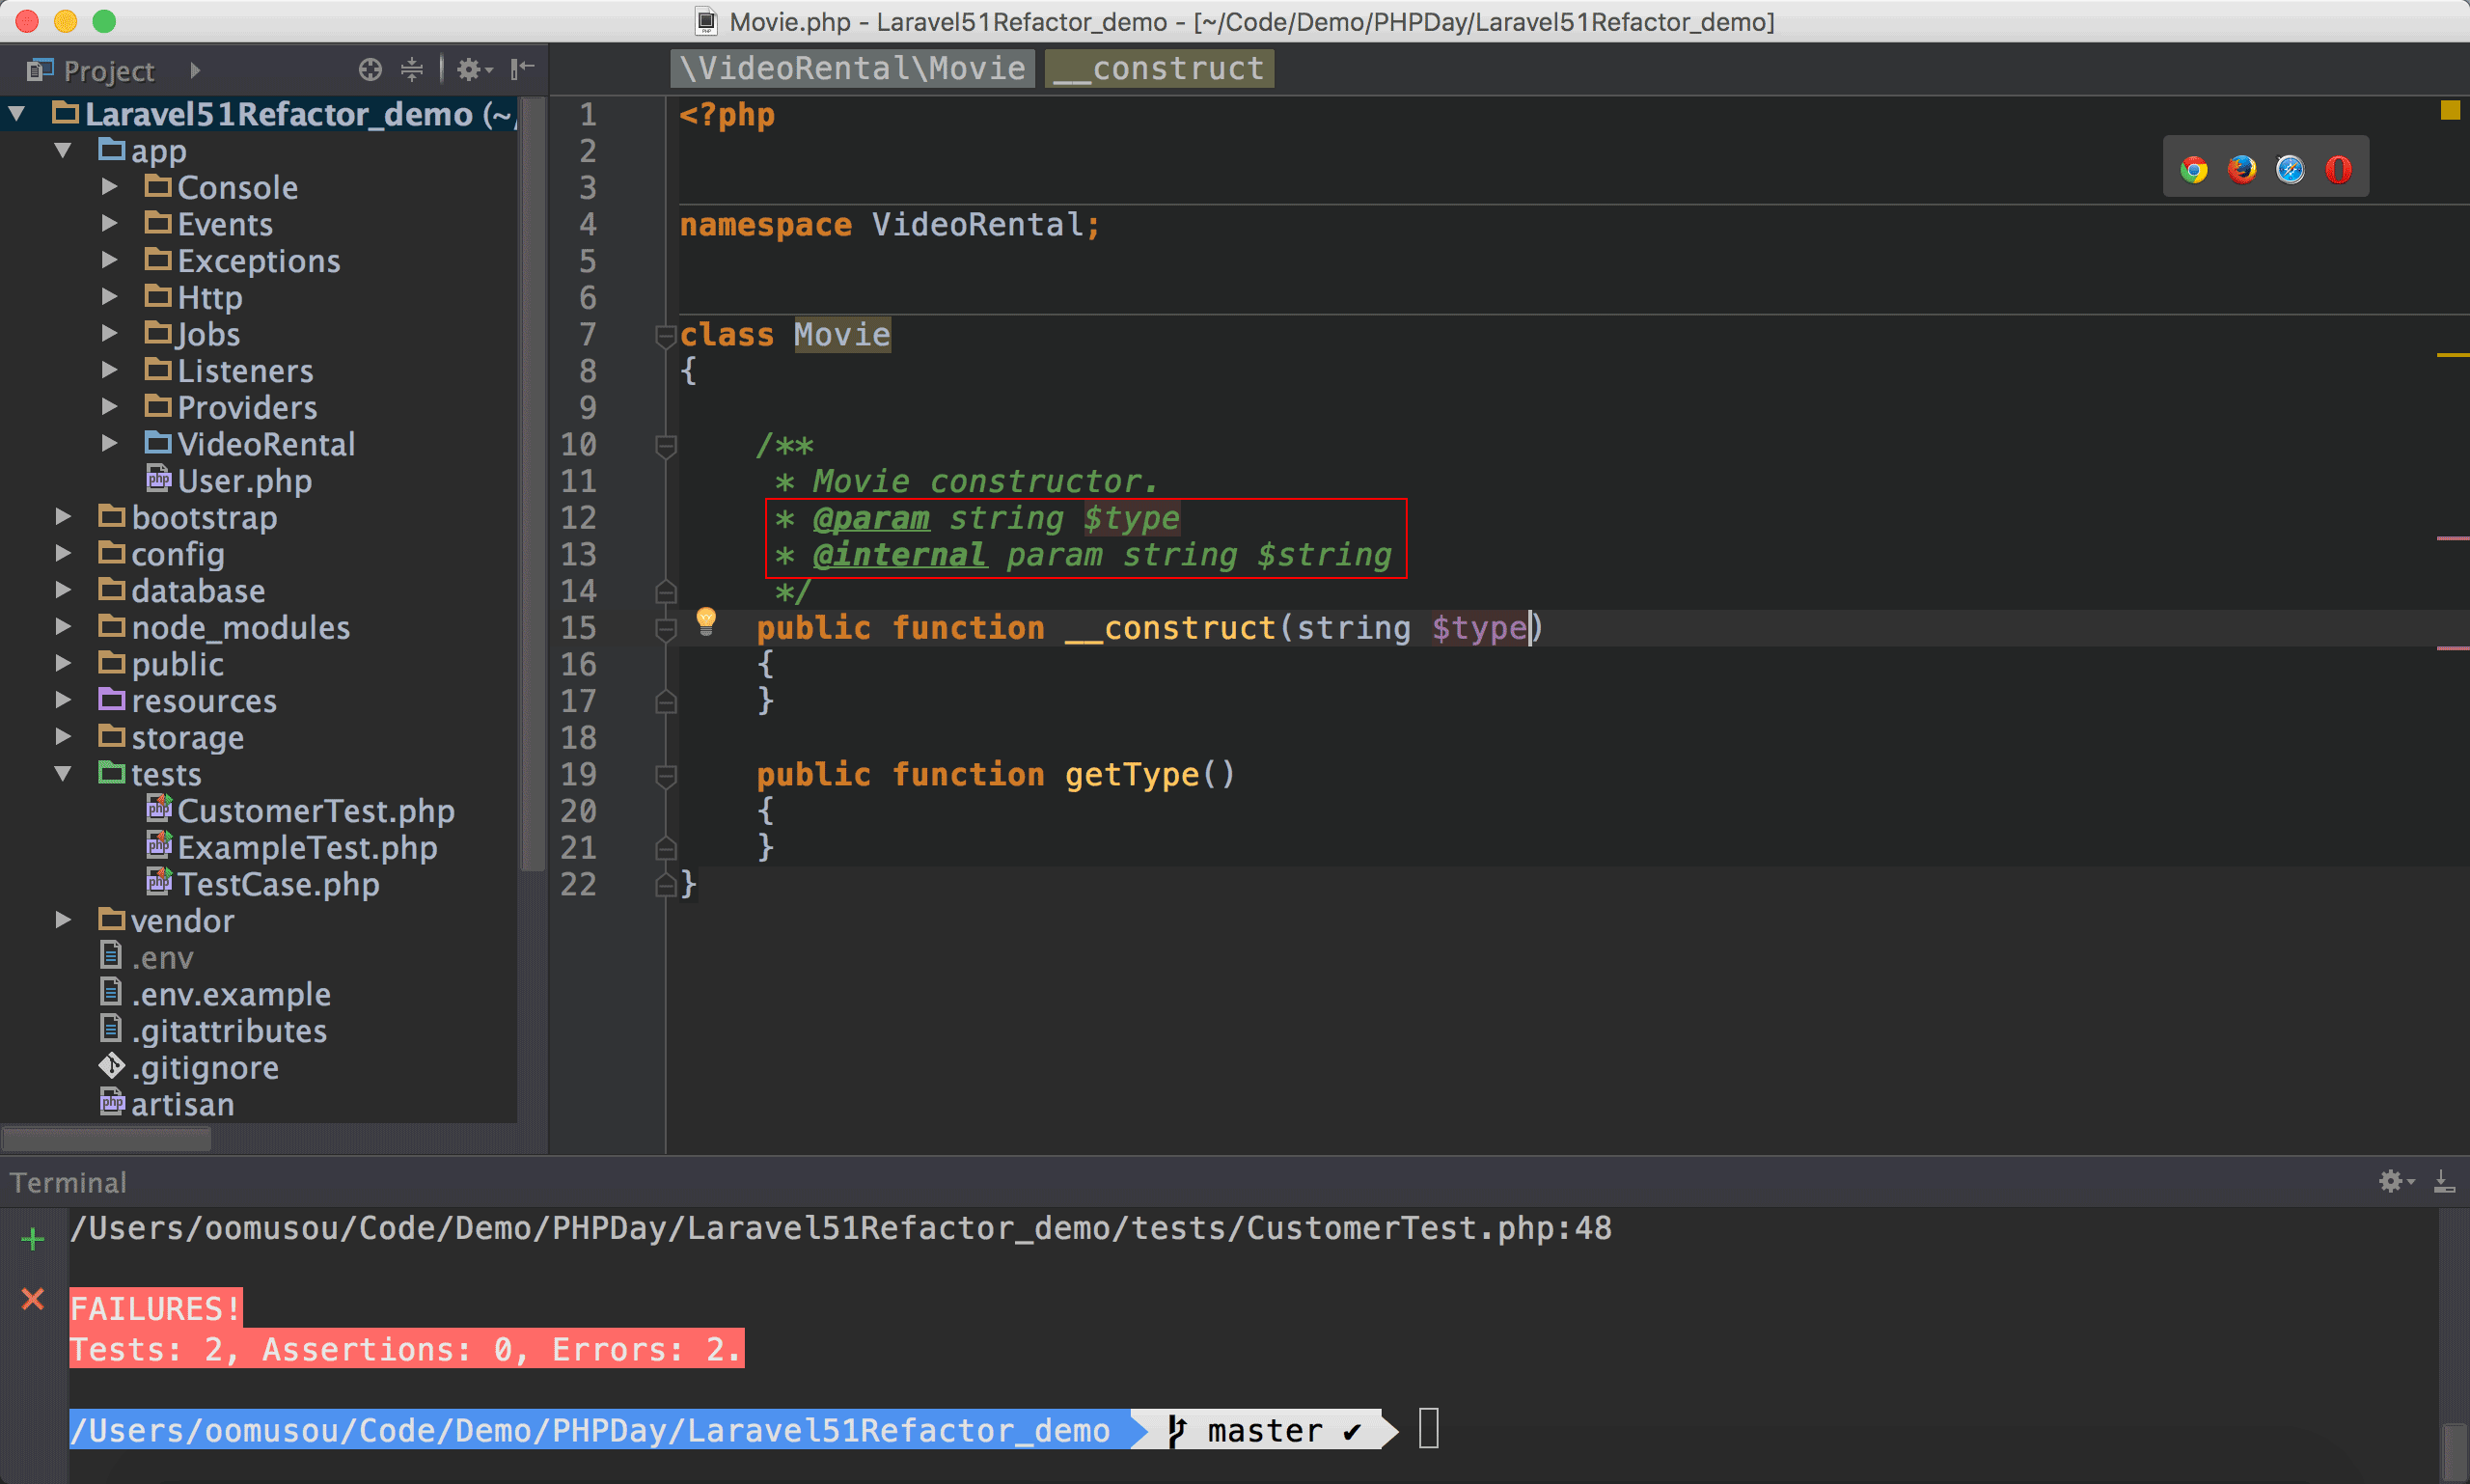 Movie.php - Laravel51Refactor_demo - [~/Code/Demo/PHPDay/Laravel51Refactor_demo]
Project
\VideoRental\Movie __construct
Laravel51Refactor_demo (~/
app
Console
Events
Exceptions
Http
Jobs
Listeners
Providers
VideoRental
User.php
bootstrap
config
database
node_modules
public
resources
storage
tests
CustomerTest.php
ExampleTest.php
TestCase.php
vendor
.env
.env.example
.gitattributes
.gitignore
artisan
1 <?php
2
3
4 namespace VideoRental;
5
6
7 class Movie
8 {
9
10 /**
11 * Movie constructor.
12 * @param string $type
13 * @internal param string $string
14 */
15 public function __construct(string $type)
16 {
17 }
18
19 public function getType()
20 {
21 }
22 }
Terminal
/Users/oomusou/Code/Demo/PHPDay/Laravel51Refactor_demo/tests/CustomerTest.php:48
FAILURES!
Tests: 2, Assertions: 0, Errors: 2.
/Users/oomusou/Code/Demo/PHPDay/Laravel51Refactor_demo master ✔